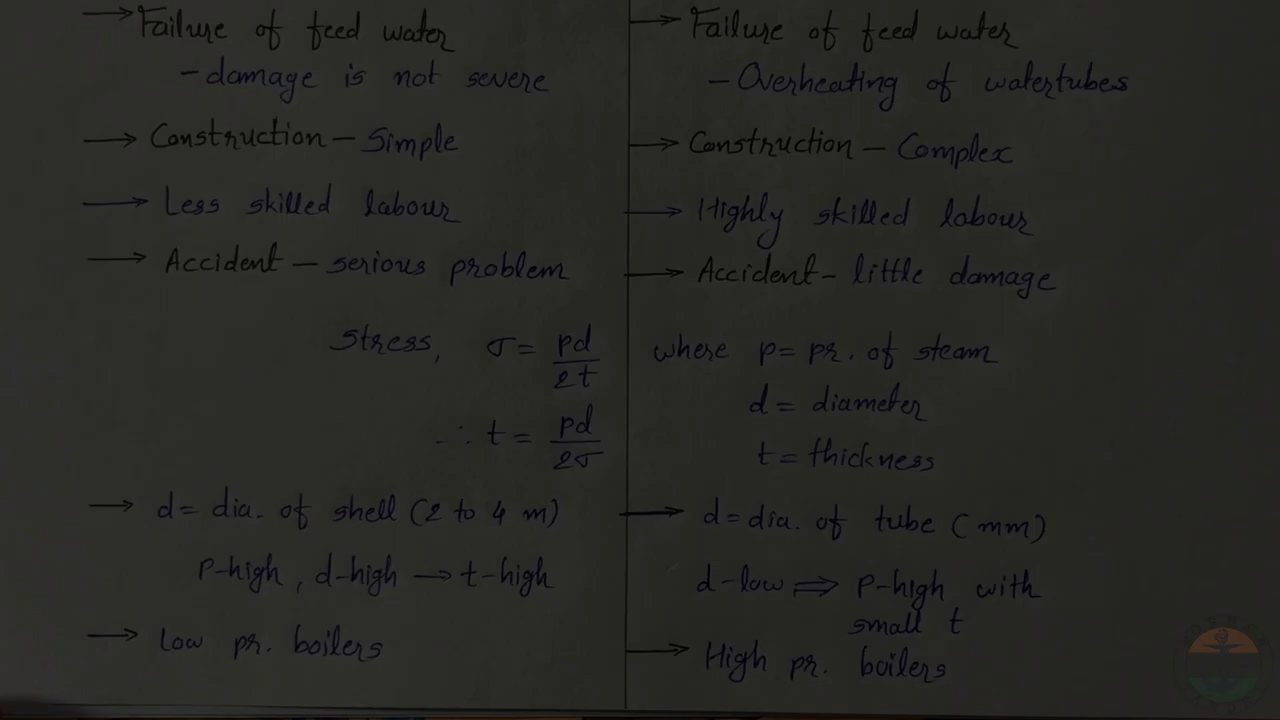 → Failure of feed water
- damage is not severe
→ Construction - Simple
→ Less skilled labour
→ Accident - serious problem
→ Failure of feed water
- Overheating of watertubes
→ Construction - Complex
→ Highly skilled labour
→ Accident - little damage
Stress, σ = pd/2t where p = pr. of steam
d = diameter
∴ t = pd/2σ
t = thickness
→ d = dia. of shell (2 to 4 m)
P-high, d-high → t-high
→ Low pr. boilers
→ d = dia. of tube (mm)
d-low ⇒ P-high with
small t
→ High pr. boilers